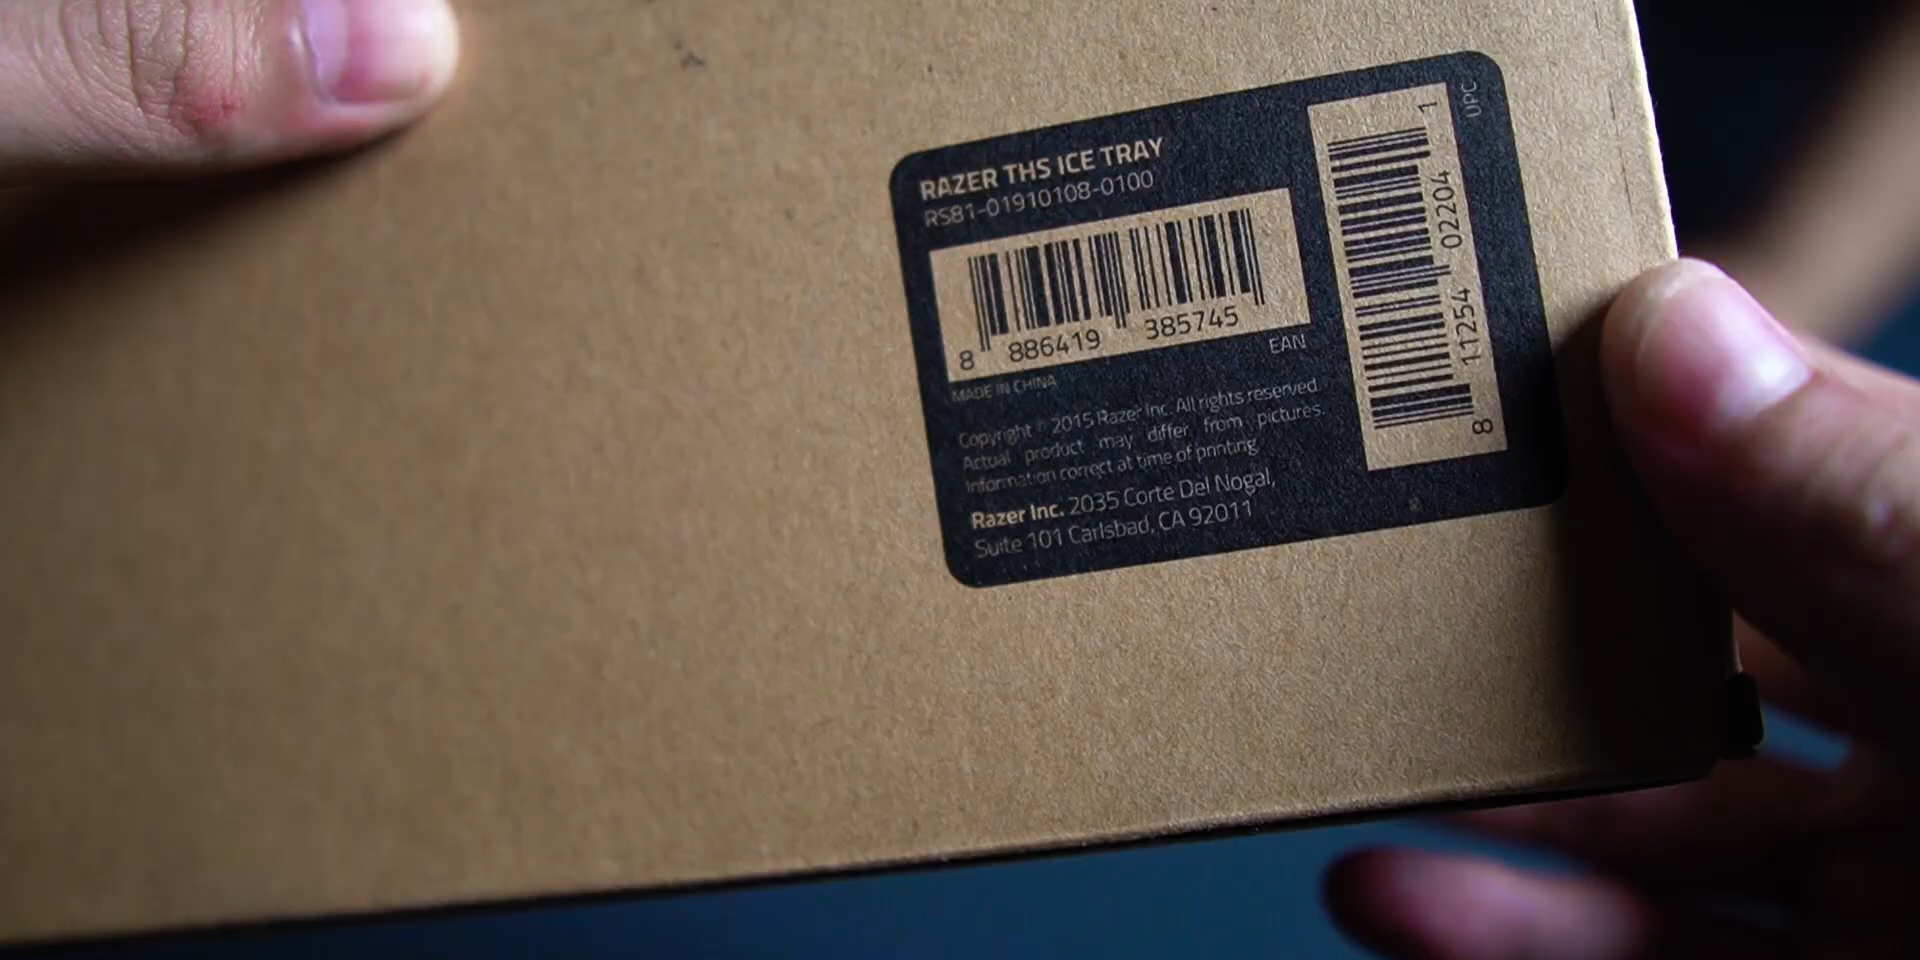 RAZER THS ICE TRAY
RS81-01910108-0100
8 886419 385745
EAN
MADE IN CHINA
Copyright © 2015 Razer Inc. All rights reserved.
Actual product may differ from pictures.
Information correct at time of printing.
Razer Inc. 2035 Corte Del Nogal,
Suite 101 Carlsbad, CA 92011
8 11254 02204 1
UPC